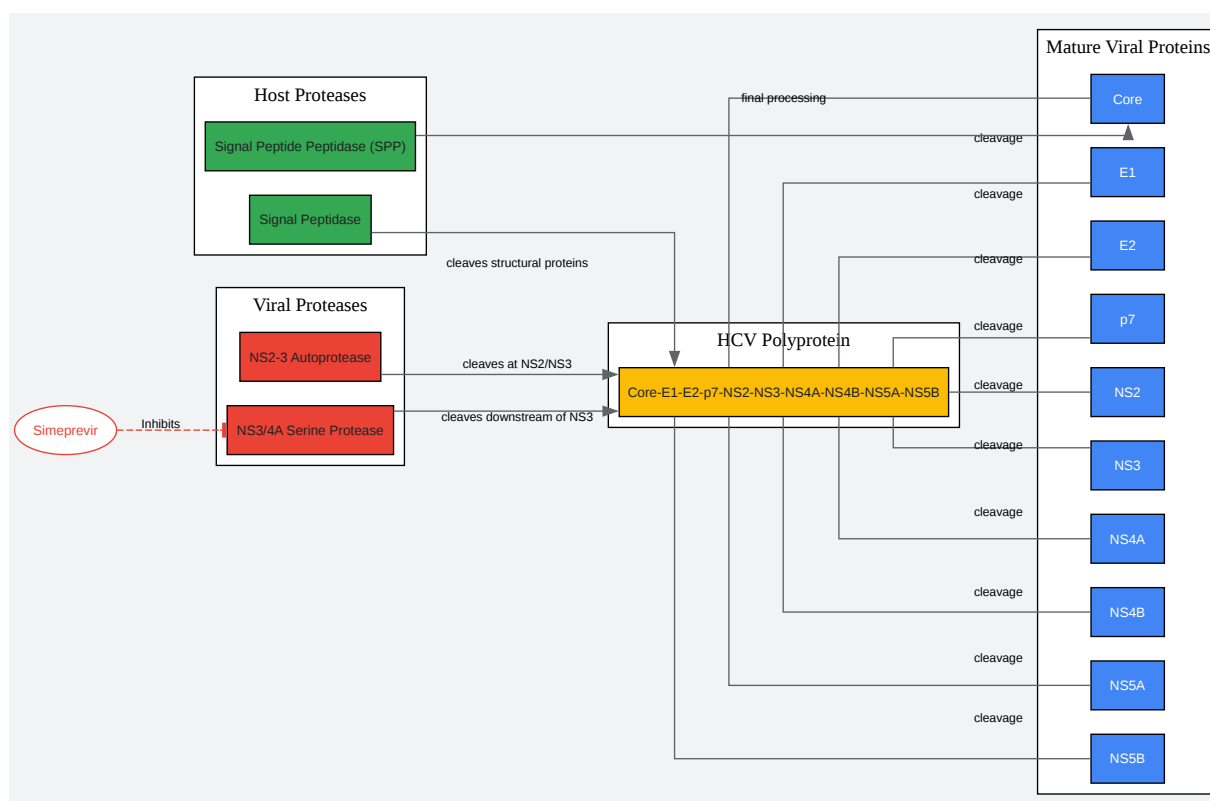 Mature Viral Proteins
Host Proteases
Core
final processing
cleavage
Signal Peptide Peptidase (SPP)
E1
cleavage
Signal Peptidase
E2
cleavage
cleaves structural proteins
Viral Proteases
p7
cleavage
HCV Polyprotein
NS2-3 Autoprotease
cleaves at NS2/NS3
cleavage
Core-E1-E2-p7-NS2-NS3-NS4A-NS4B-NS5A-NS5B
NS2
Simeprevir
Inhibits
NS3/4A Serine Protease
cleaves downstream of NS3
cleavage
NS3
cleavage
NS4A
cleavage
NS4B
cleavage
NS5A
cleavage
NS5B